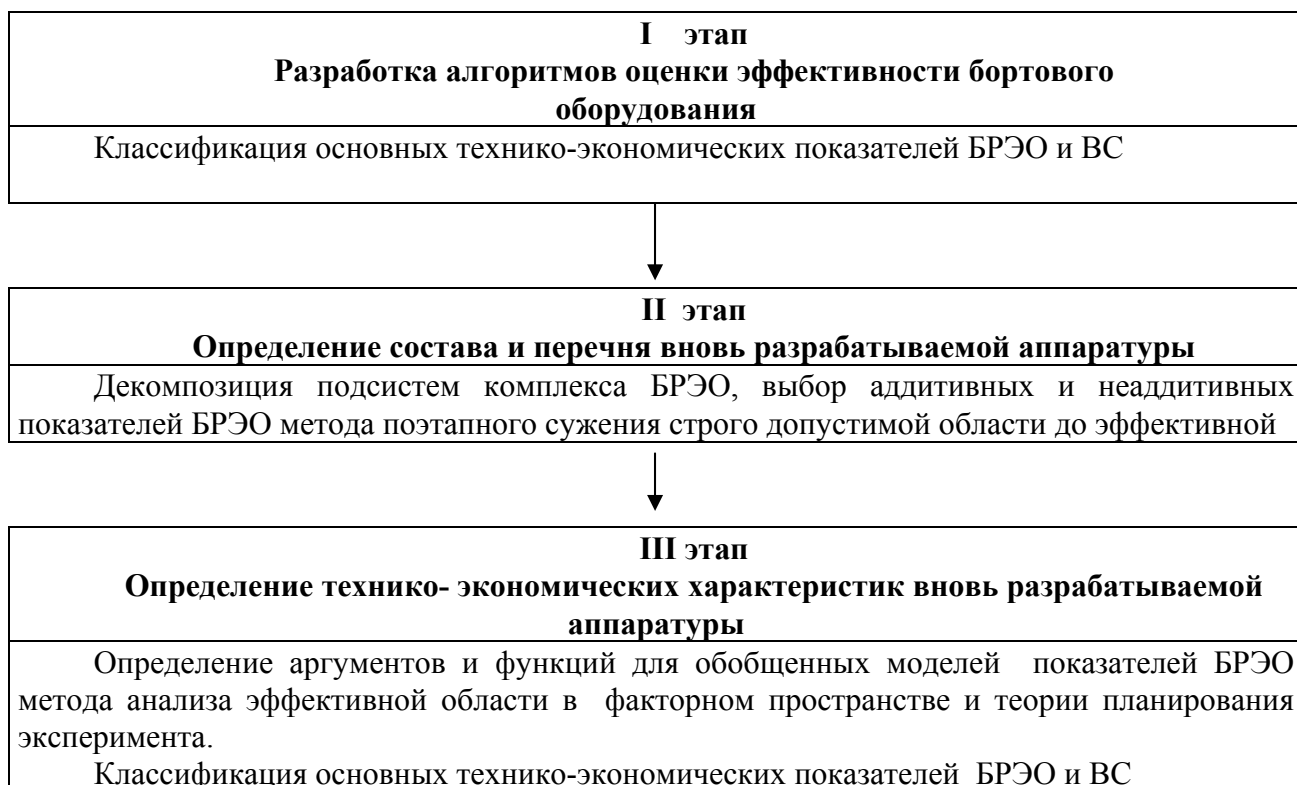 I этап
Разработка алгоритмов оценки эффективности бортового
оборудования
Классификация основных технико-экономических показателей БРЭО и ВС
II этап
Определение состава и перечня вновь разрабатываемой аппаратуры
Декомпозиция подсистем комплекса БРЭО, выбор аддитивных и неаддитивных
показателей БРЭО метода поэтапного сужения строго допустимой области до эффективной
III этап
Определение технико- экономических характеристик вновь разрабатываемой
аппаратуры
Определение аргументов и функций для обобщенных моделей показателей БРЭО
метода анализа эффективной области в факторном пространстве и теории планирования
эксперимента.
Классификация основных технико-экономических показателей БРЭО и ВС